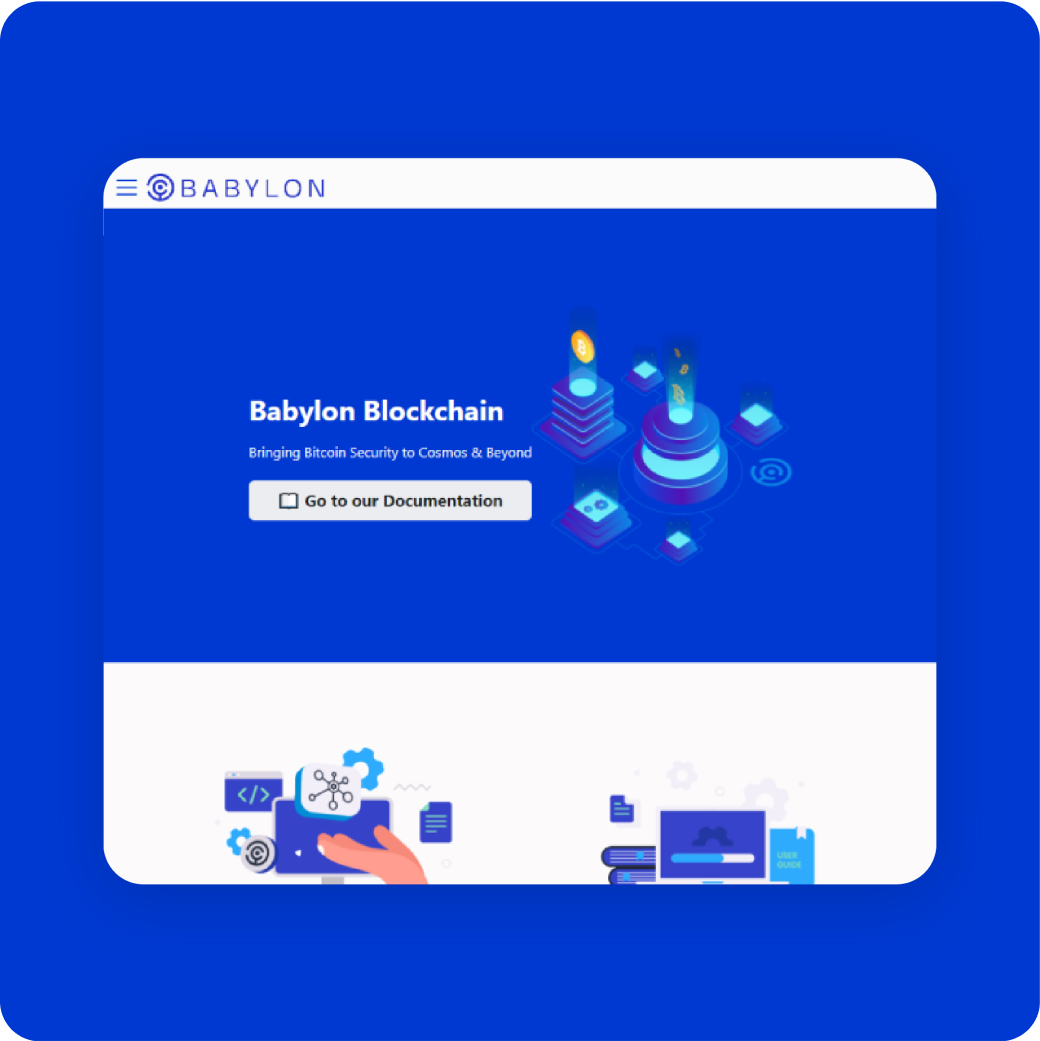 BABYLON
Babylon Blockchain
Bringing Bitcoin Security to Cosmos & Beyond
Go to our Documentation
</>
USER
GUIDE